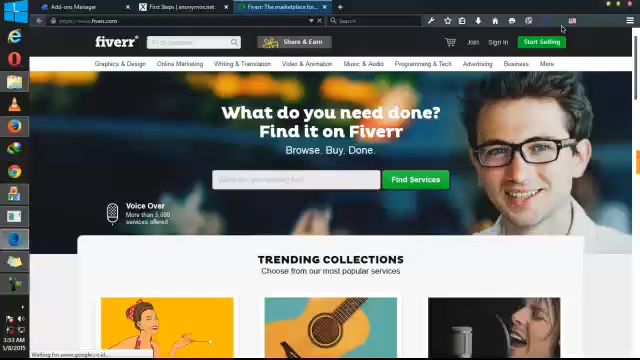 Add-ons Manager
First Steps | anonymox.net
Fiverr: The marketplace for...
https://www.fiverr.com
Search
fiverr
Share & Earn
Join
Sign In
Start Selling
Graphics & Design
Online Marketing
Writing & Translation
Video & Animation
Music & Audio
Programming & Tech
Advertising
Business
More
What do you need done?
Find it on Fiverr
Browse. Buy. Done.
Find Services
Voice Over
More than 5,000
services offered
TRENDING COLLECTIONS
Choose from our most popular services
3:53 AM
5/8/2015
Waiting for www.google.co.id...